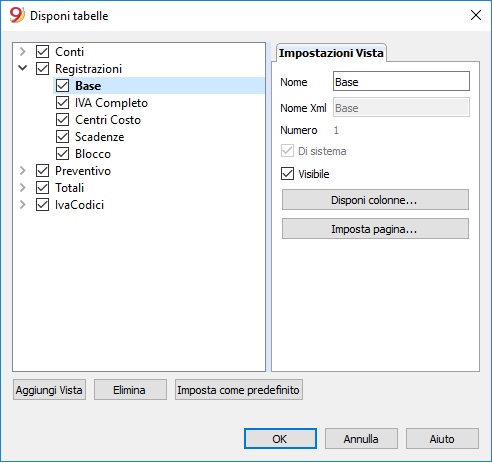 Disponi tabelle
Conti
Registrazioni
Base
IVA Completo
Centri Costo
Scadenze
Blocco
Preventivo
Totali
IvaCodici
Impostazioni Vista
Nome Base
Nome Xml Base
Numero 1
Di sistema
Visibile
Disponi colonne...
Imposta pagina...
Aggiungi Vista Elimina Imposta come predefinito
OK Annulla Aiuto